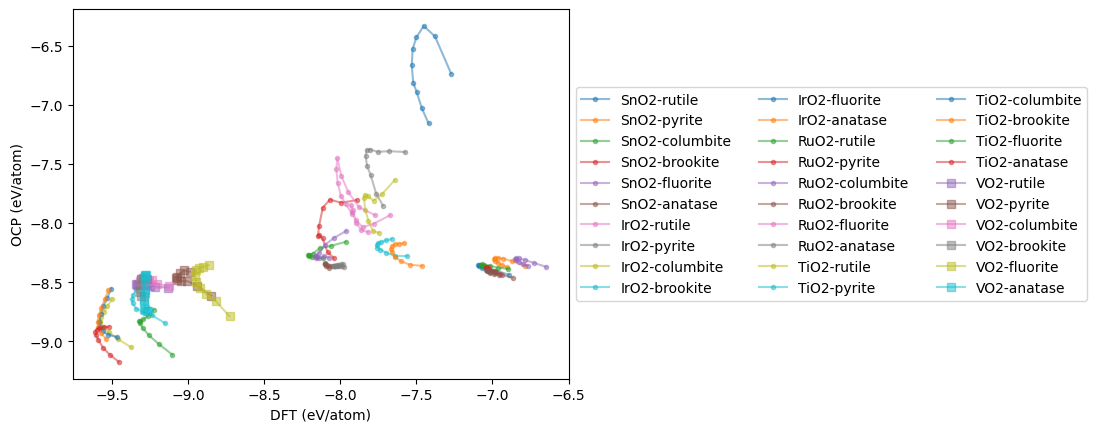 −6.5
−7.0
−7.5
−8.0
−8.5
−9.0
OCP (eV/atom)
−9.5 −9.0 −8.5 −8.0 −7.5 −7.0 −6.5
DFT (eV/atom)
SnO2-rutile IrO2-fluorite TiO2-columbite
SnO2-pyrite IrO2-anatase TiO2-brookite
SnO2-columbite RuO2-rutile TiO2-fluorite
SnO2-brookite RuO2-pyrite TiO2-anatase
SnO2-fluorite RuO2-columbite VO2-rutile
SnO2-anatase RuO2-brookite VO2-pyrite
IrO2-rutile RuO2-fluorite VO2-columbite
IrO2-pyrite RuO2-anatase VO2-brookite
IrO2-columbite TiO2-rutile VO2-fluorite
IrO2-brookite TiO2-pyrite VO2-anatase